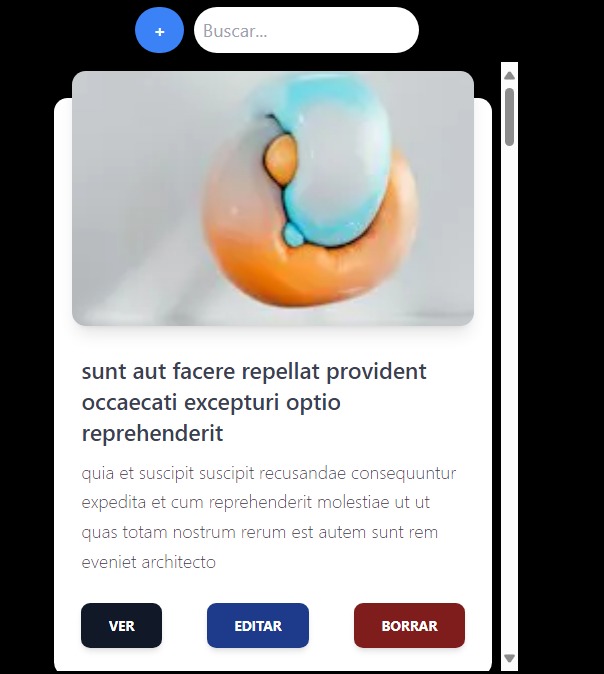 +
Buscar...
sunt aut facere repellat provident
occaecati excepturi optio
reprehenderit
quia et suscipit suscipit recusandae consequuntur
expedita et cum reprehenderit molestiae ut ut
quas totam nostrum rerum est autem sunt rem
eveniet architecto
VER EDITAR BORRAR